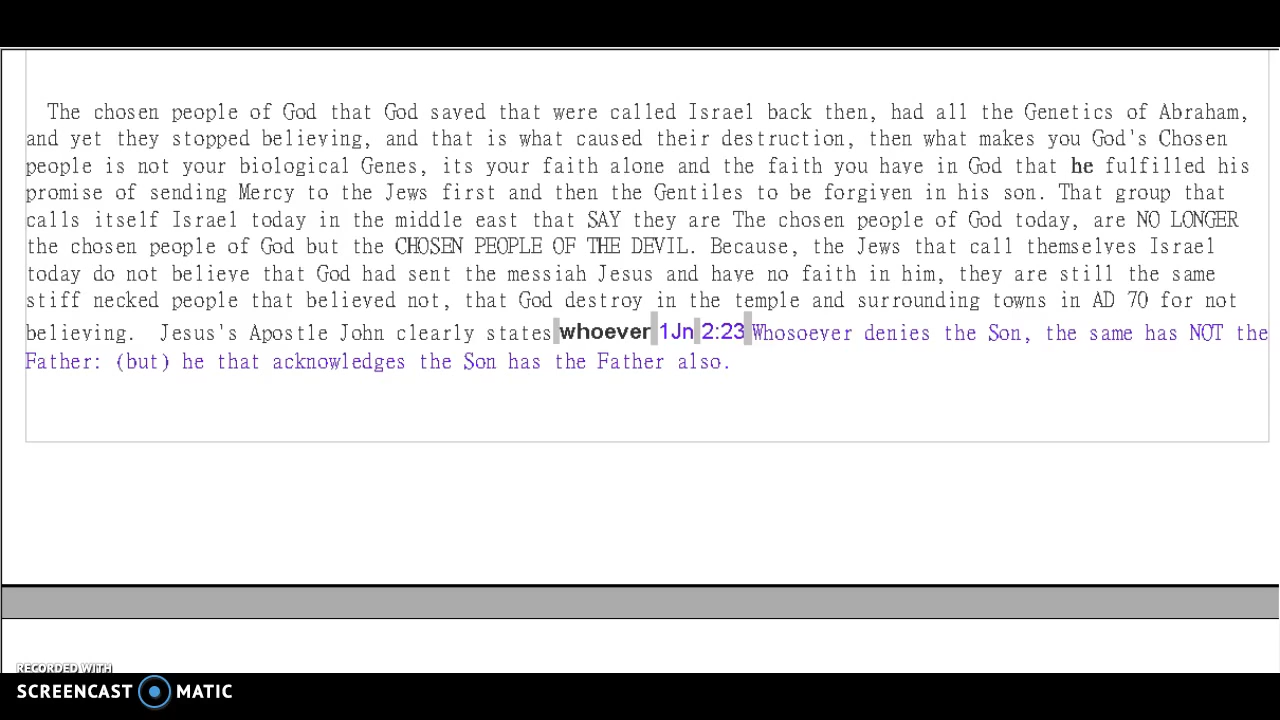 The chosen people of God that God saved that were called Israel back then, had all the Genetics of Abraham,
and yet they stopped believing, and that is what caused their destruction, then what makes you God's Chosen
people is not your biological Genes, its your faith alone and the faith you have in God that he fulfilled his
promise of sending Mercy to the Jews first and then the Gentiles to be forgiven in his son. That group that
calls itself Israel today in the middle east that SAY they are The chosen people of God today, are NO LONGER
the chosen people of God but the CHOSEN PEOPLE OF THE DEVIL. Because, the Jews that call themselves Israel
today do not believe that God had sent the messiah Jesus and have no faith in him, they are still the same
stiff necked people that believed not, that God destroy in the temple and surrounding towns in AD 70 for not
believing. Jesus's Apostle John clearly states whoever 1Jn 2:23 Whosoever denies the Son, the same has NOT the
Father: (but) he that acknowledges the Son has the Father also.
RECORDED WITH
SCREENCAST MATIC